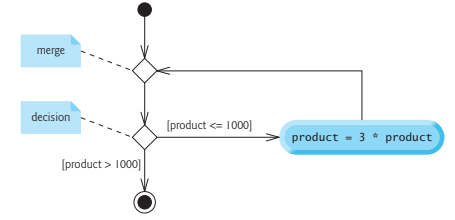 merge
decision
[product <= 1000]
product = 3 * product
[product > 1000]